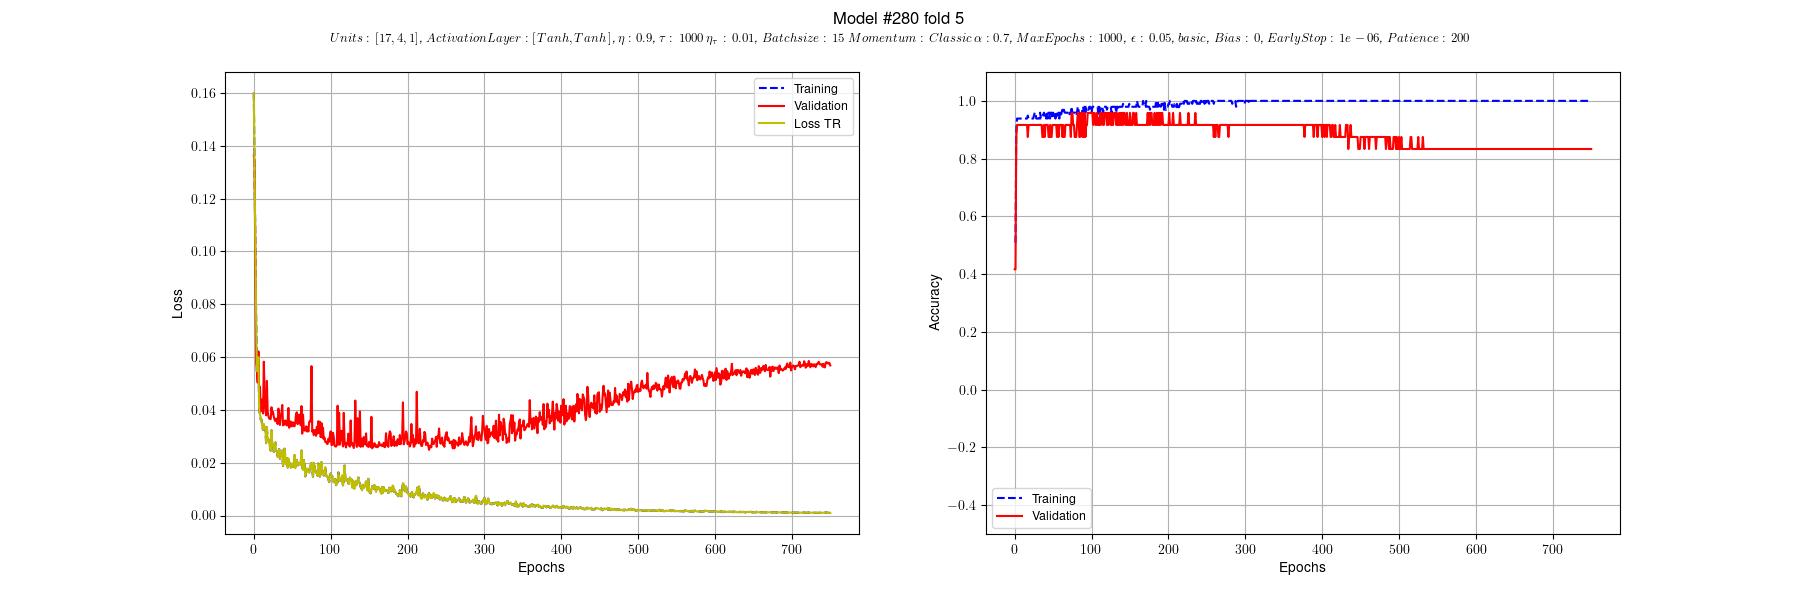 Model #280 fold 5
Units : [17, 4, 1], ActivationLayer : [Tanh, Tanh], η : 0.9, τ : 1000 η_τ : 0.01, Batchsize : 15 Momentum : Classic α : 0.7, MaxEpochs : 1000, ϵ : 0.05, basic, Bias : 0, EarlyStop : 1e − 06, Patience : 200
Training
Validation
Loss TR
0.16
0.14
0.12
0.10
0.08
0.06
0.04
0.02
0.00
Loss
0 100 200 300 400 500 600 700
Epochs
1.0
0.8
0.6
0.4
0.2
0.0
−0.2
−0.4
Accuracy
Training
Validation
0 100 200 300 400 500 600 700
Epochs